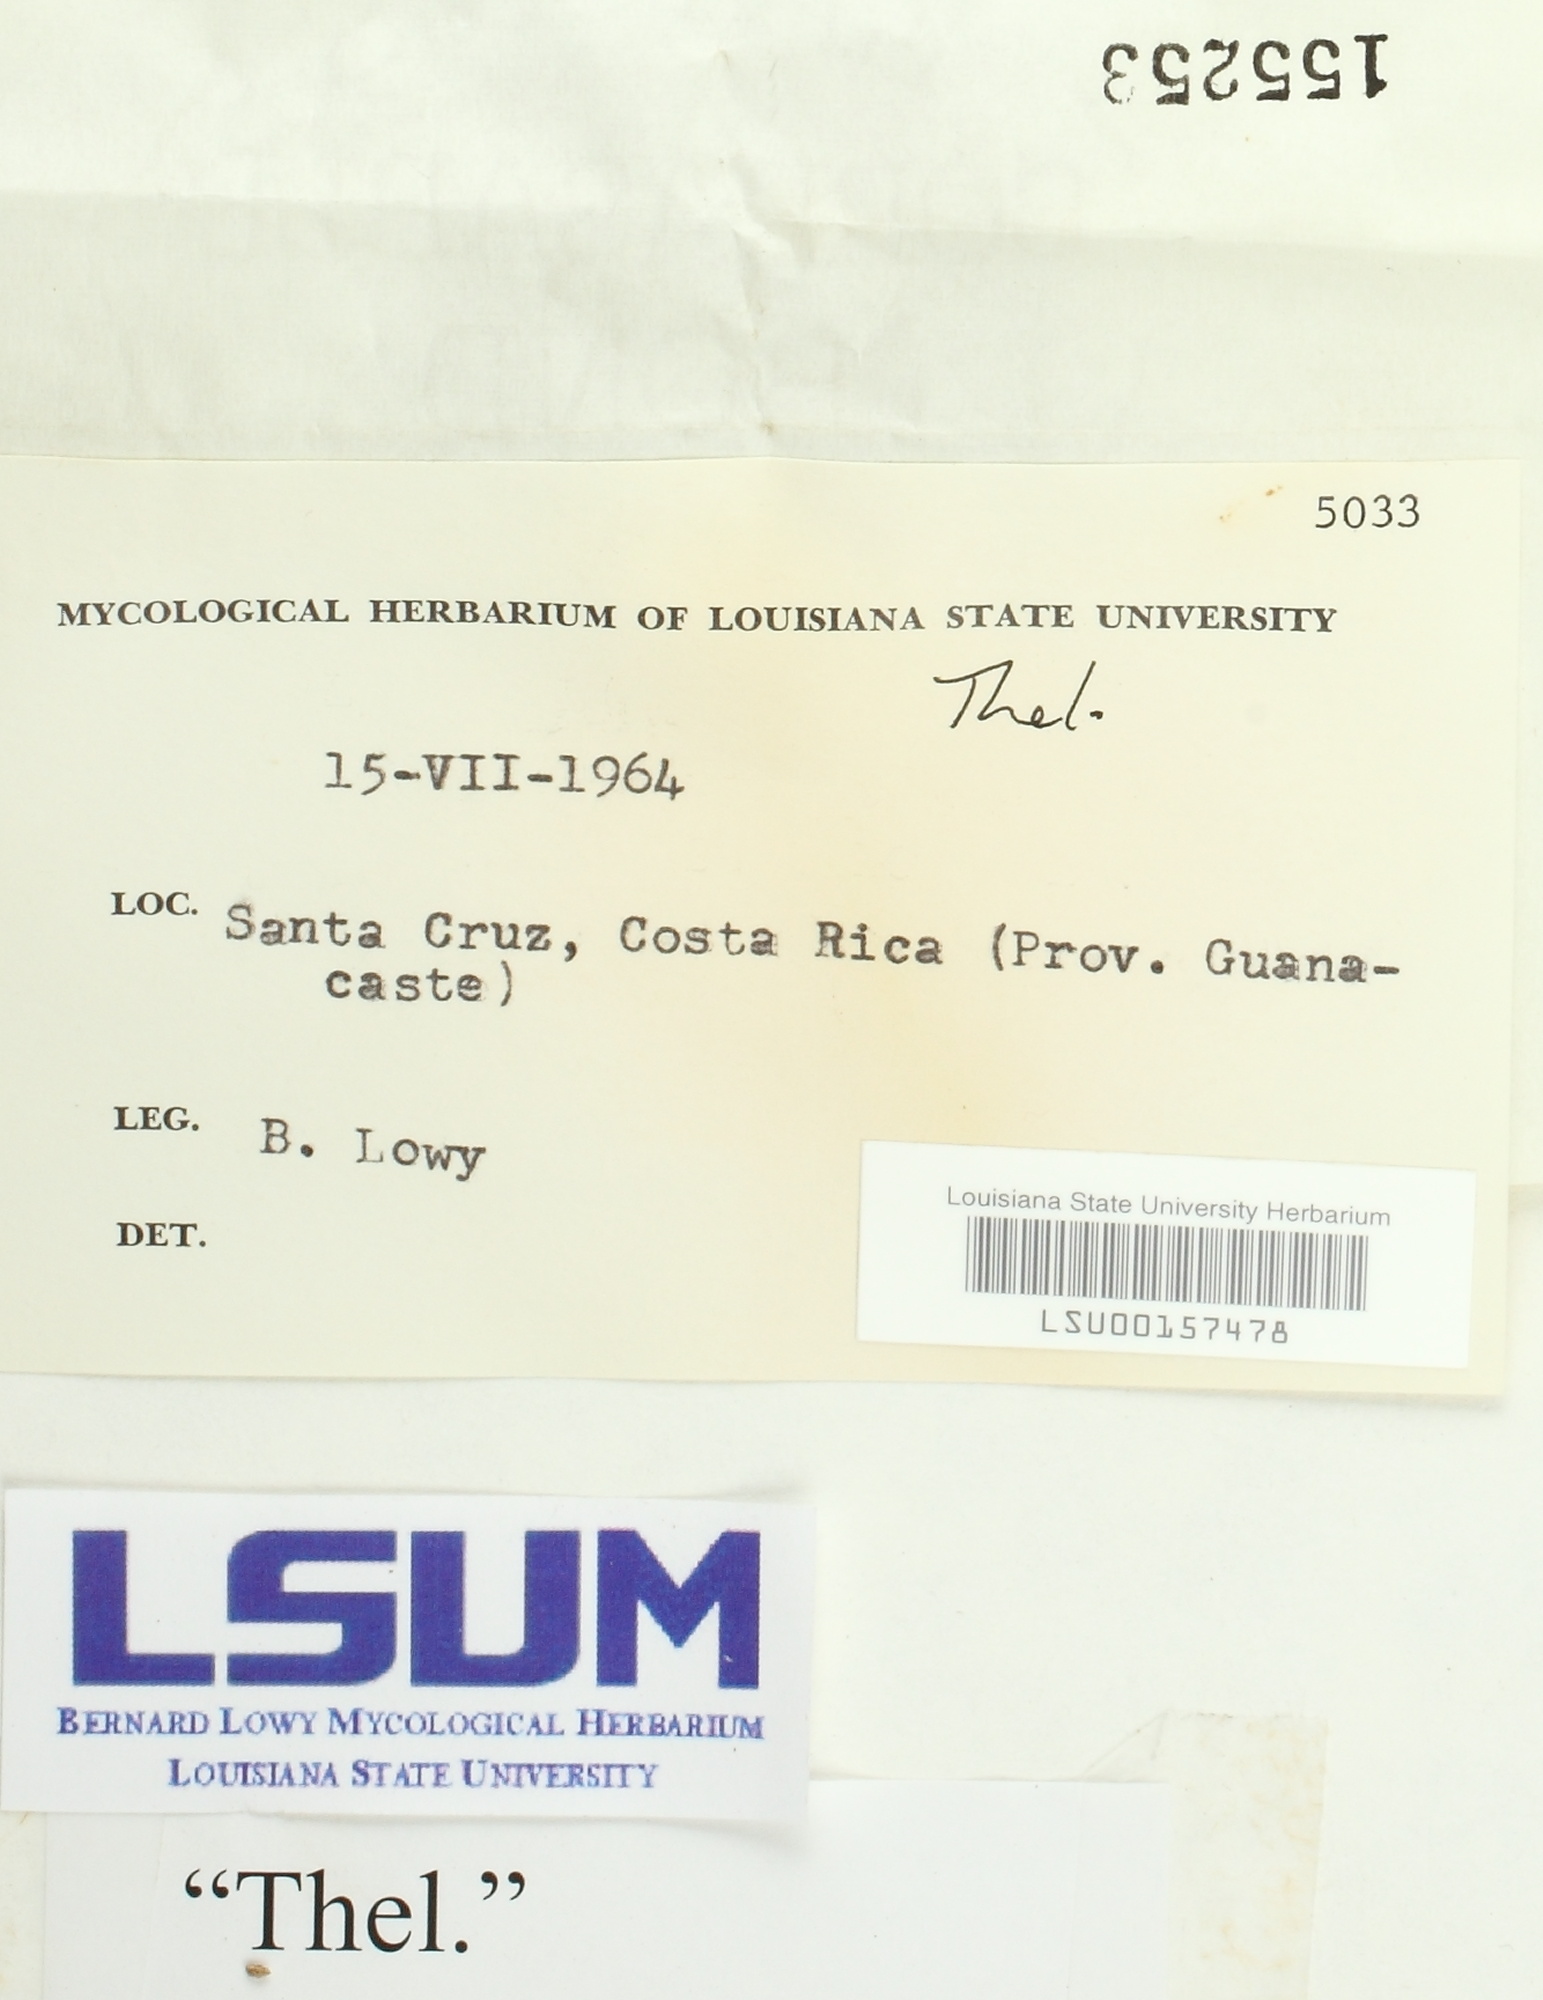 155253
5033
MYCOLOGICAL HERBARIUM OF LOUISIANA STATE UNIVERSITY
Thel.
15-VII-1964
LOC. Santa Cruz, Costa Rica (Prov. Guana-
caste)
LEG. B. Lowy
DET.
Louisiana State University Herbarium
LSU00157478
LSUM
BERNARD LOWY MYCOLOGICAL HERBARIUM
LOUISIANA STATE UNIVERSITY
“Thel.”